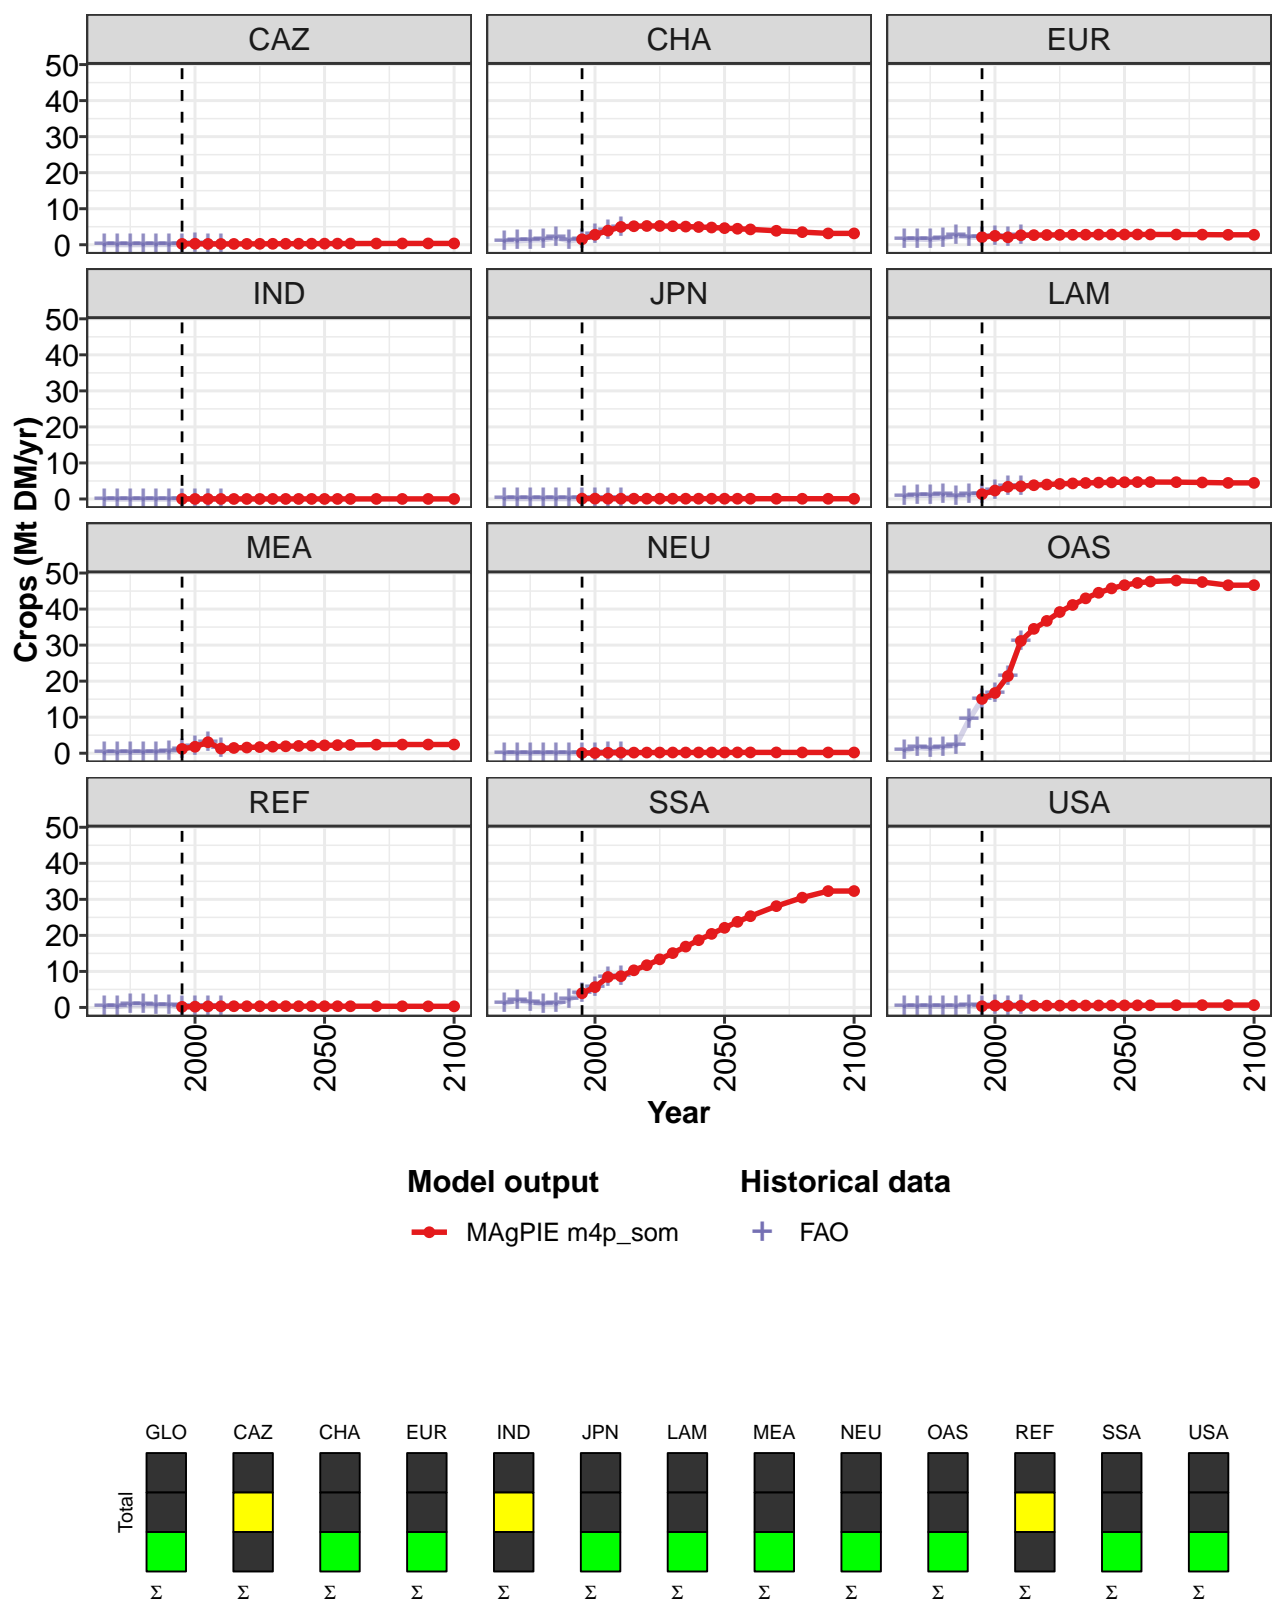 CAZ CHA EUR
50
40
30
20
10
0
IND JPN LAM
50
40
30
20
10
0
MEA NEU OAS
50
40
30
20
10
0
REF SSA USA
50
40
30
20
10
0
Crops (Mt DM/yr)
2000 2050 2100 2000 2050 2100 2000 2050 2100
Year
Model output Historical data
MAgPIE m4p_som FAO
GLO CAZ CHA EUR IND JPN LAM MEA NEU OAS REF SSA USA
Total
Σ Σ Σ Σ Σ Σ Σ Σ Σ Σ Σ Σ Σ